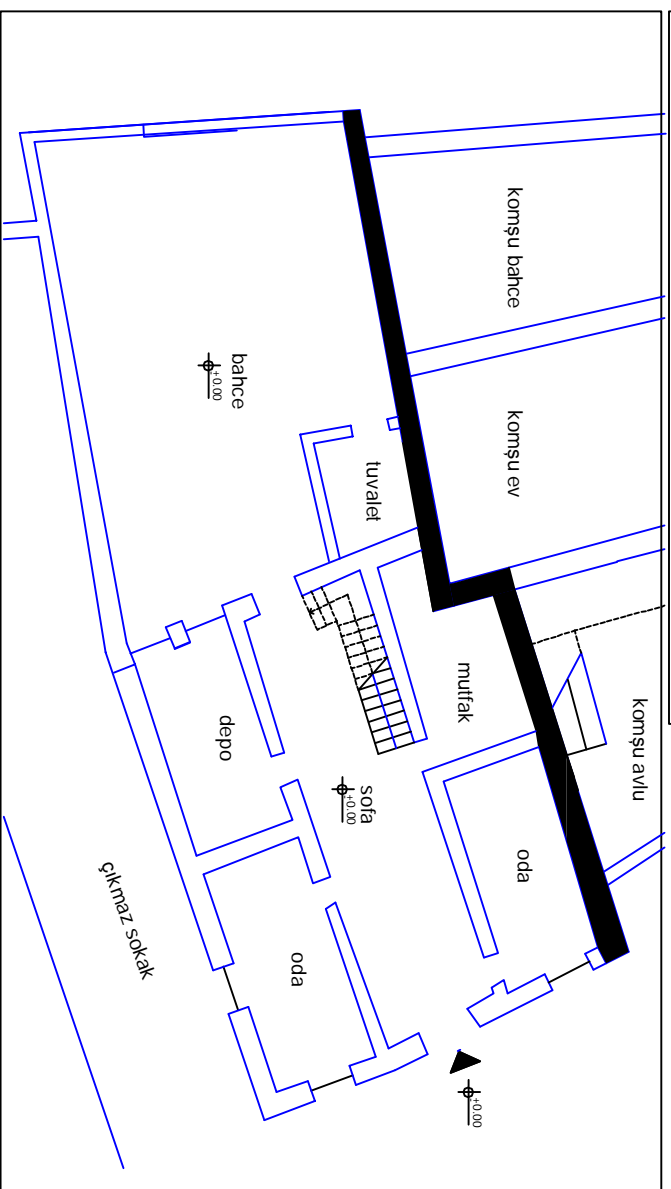 komşu bahce
komşu ev
komşu avlu
bahce
+0.00
tuvalet
mutfak
depo
sofa
+0.00
oda
oda
çıkmaz sokak
+0.00